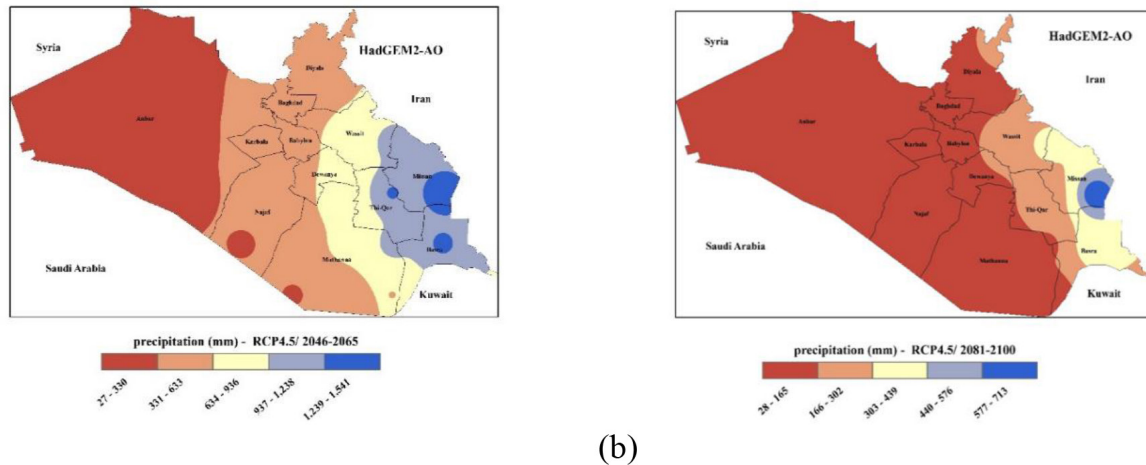 Syria
HadGEM2-AO
Diyala
Iran
Baghdad
Anbar
Wassit
Karbala
Babylon
Dewanya
Missan
Thi-Qar
Najaf
Basra
Muthanna
Saudi Arabia
Kuwait
precipitation (mm) - RCP4.5/ 2046-2065
27 - 330
331 - 633
634 - 936
937 - 1.238
1.239 - 1.541
Syria
HadGEM2-AO
Diyala
Iran
Baghdad
Anbar
Wassit
Karbala
Babylon
Dewanya
Missan
Thi-Qar
Najaf
Basra
Muthanna
Saudi Arabia
Kuwait
precipitation (mm) - RCP4.5/ 2081-2100
28 - 165
166 - 302
303 - 439
440 - 576
577 - 713
(b)